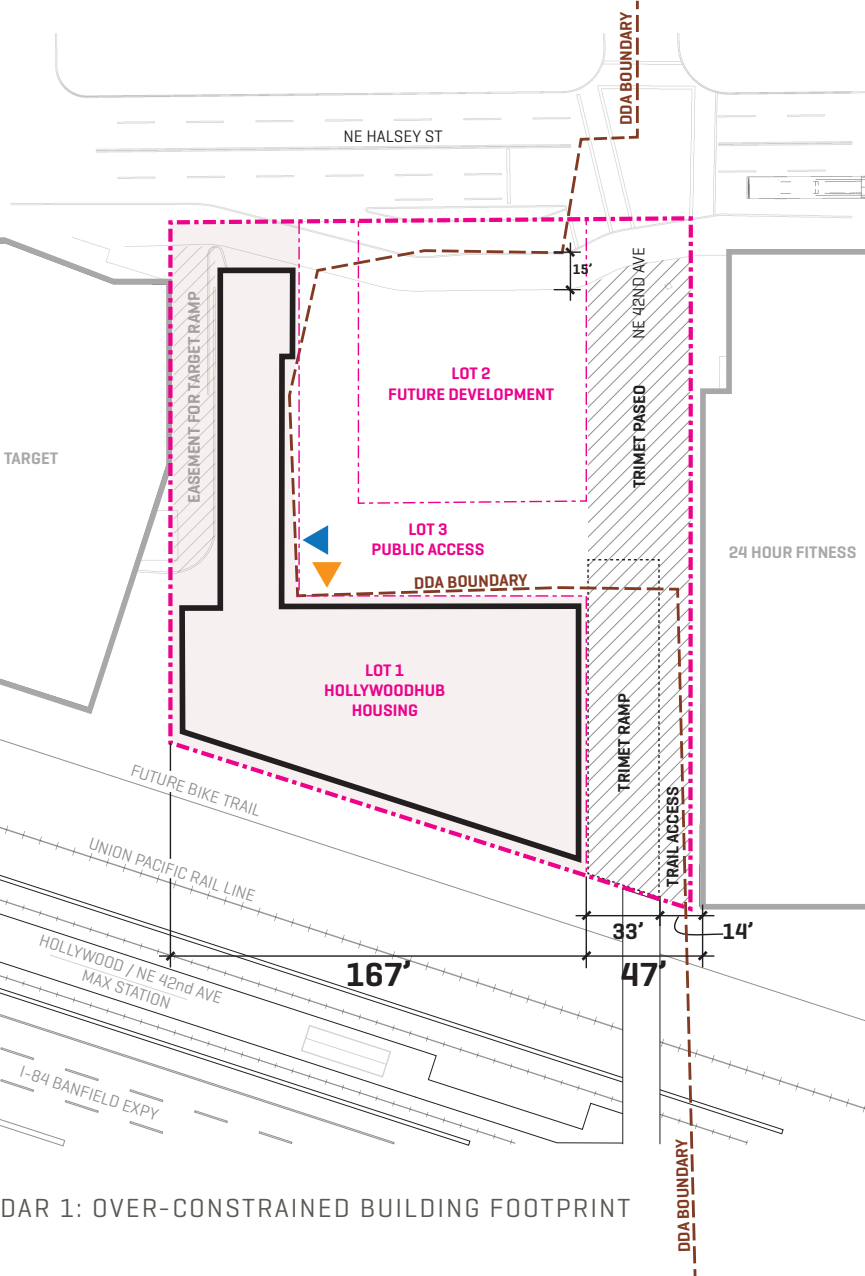 DDA BOUNDARY
NE HALSEY ST
15’
NE 42ND AVE
EASEMENT FOR TARGET RAMP
LOT 2
FUTURE DEVELOPMENT
TRIMET PASEO
TARGET
LOT 3
PUBLIC ACCESS
24 HOUR FITNESS
DDA BOUNDARY
LOT 1
HOLLYWOODHUB
HOUSING
TRIMET RAMP
TRAIL ACCESS
FUTURE BIKE TRAIL
UNION PACIFIC RAIL LINE
33’
14’
167’
47’
HOLLYWOOD / NE 42nd AVE
MAX STATION
I-84 BANFIELD EXPY
DDA BOUNDARY
DAR 1: OVER-CONSTRAINED BUILDING FOOTPRINT